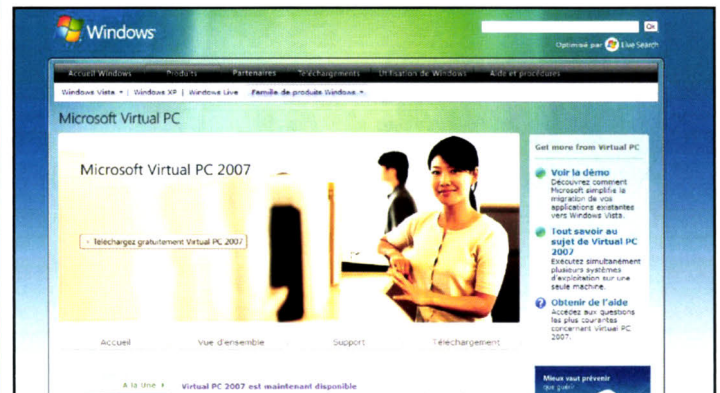 Windows
Ok
Optimisé par Live Search
Accueil Windows Produits Partenaires Téléchargements Utilisation de Windows Aide et procédures
Windows Vista | Windows XP | Windows Live Famille de produits Windows
Microsoft Virtual PC
Microsoft Virtual PC 2007
Téléchargez gratuitement Virtual PC 2007
Get more from Virtual PC
Voir la démo
Découvrez comment
Microsoft simplifie la
migration de vos
applications existantes
vers Windows Vista.
Tout savoir au
sujet de Virtual PC
2007
Exécutez simultanément
plusieurs systèmes
d'exploitation sur une
seule machine.
Obtenir de l'aide
Accédez aux questions
les plus courantes
concernant Virtual PC
2007.
Accueil Vue d'ensemble Support Téléchargement
A la Une Virtual PC 2007 est maintenant disponible
Mieux vaut prévenir
que guérir